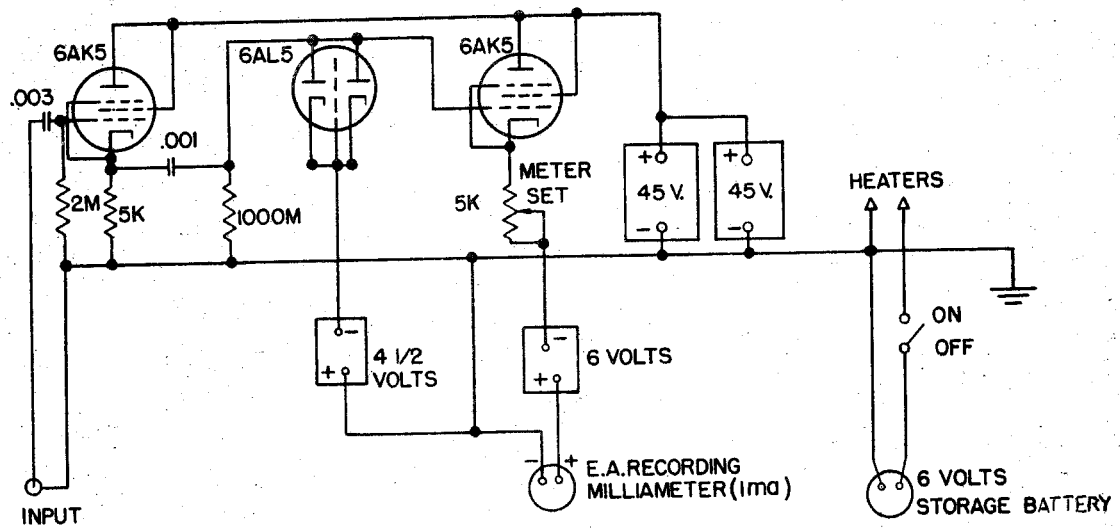 6AK5
6AL5
6AK5
.003
.001
2M
5K
1000M
5K
METER
SET
+
45 V.
-
+
45 V.
-
HEATERS
ON
OFF
-
+
4 1/2
VOLTS
-
+
6 VOLTS
- +
E.A. RECORDING
MILLIAMETER (1ma)
6 VOLTS
STORAGE BATTERY
INPUT